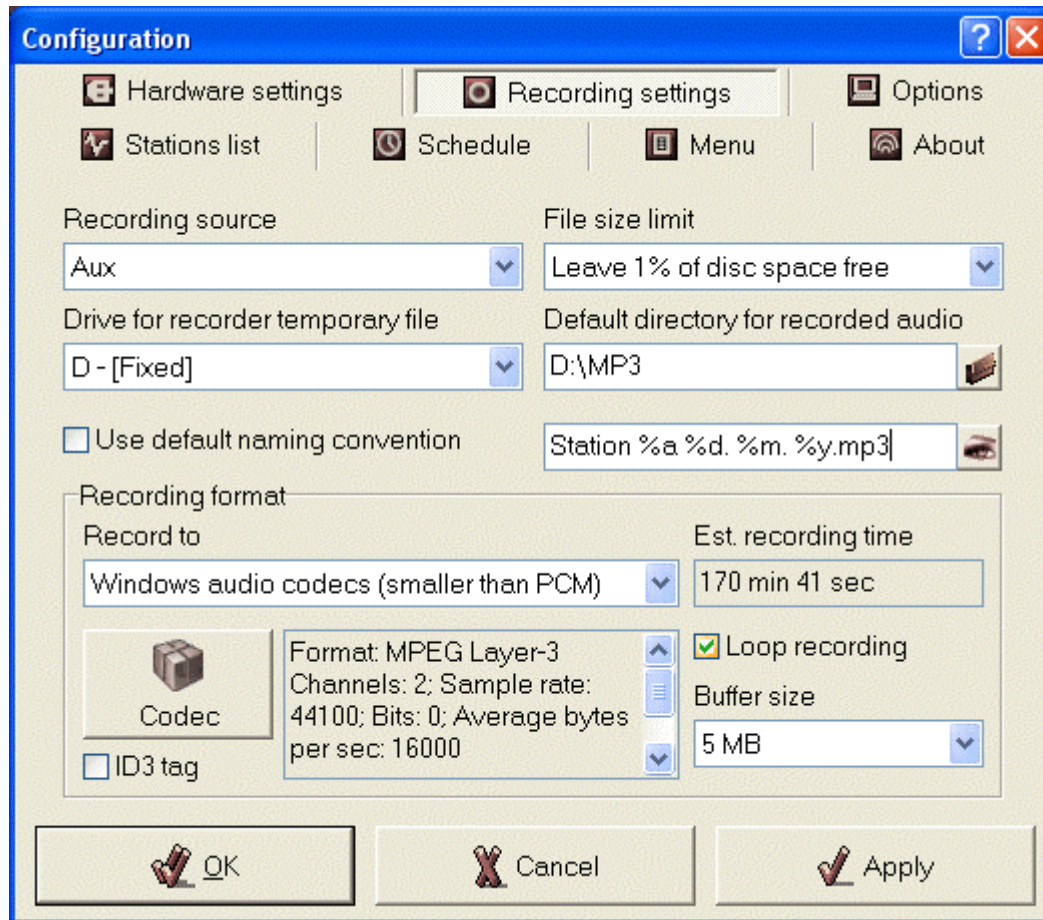 Configuration
Hardware settings
Recording settings
Options
Stations list
Schedule
Menu
About
Recording source
File size limit
Aux
Leave 1% of disc space free
Drive for recorder temporary file
Default directory for recorded audio
D - [Fixed]
D:\MP3
Use default naming convention
Station %a %d. %m. %y.mp3
Recording format
Record to
Est. recording time
Windows audio codecs (smaller than PCM)
170 min 41 sec
Format: MPEG Layer-3
Channels: 2; Sample rate:
44100; Bits: 0; Average bytes
per sec: 16000
Loop recording
Codec
Buffer size
5 MB
ID3 tag
OK
Cancel
Apply